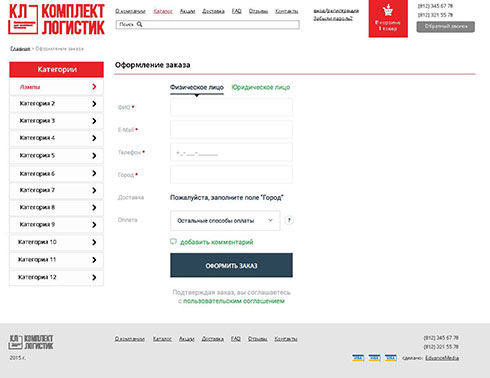 КЛ КОМПЛЕКТ ЛОГИСТИК
О компании Каталог Акции Доставка FAQ Отзывы Контакты
Поиск
вход/регистрация
Забыли пароль?
В корзине
1 товар
(812) 345 67 78
(812) 321 55 78
Обратный звонок
Главная > Оформление заказа
Категории
Лампы
Категория 2
Категория 3
Категория 4
Категория 5
Категория 6
Категория 7
Категория 8
Категория 9
Категория 10
Категория 11
Категория 12
Оформление заказа
Физическое лицо Юридическое лицо
ФИО *
E-Mail *
Телефон * +_-___-_______
Город *
Доставка Пожалуйста, заполните поле "Город"
Оплата Остальные способы оплаты ?
добавить комментарий
ОФОРМИТЬ ЗАКАЗ
Подтверждая заказ, вы соглашаетесь
с пользовательским соглашением
КЛ КОМПЛЕКТ ЛОГИСТИК
2015 г.
О компании Каталог Акции Доставка FAQ Отзывы Контакты
(812) 345 67 78
(812) 321 55 78
VISA VISA VISA сделано: EdvanceMedia